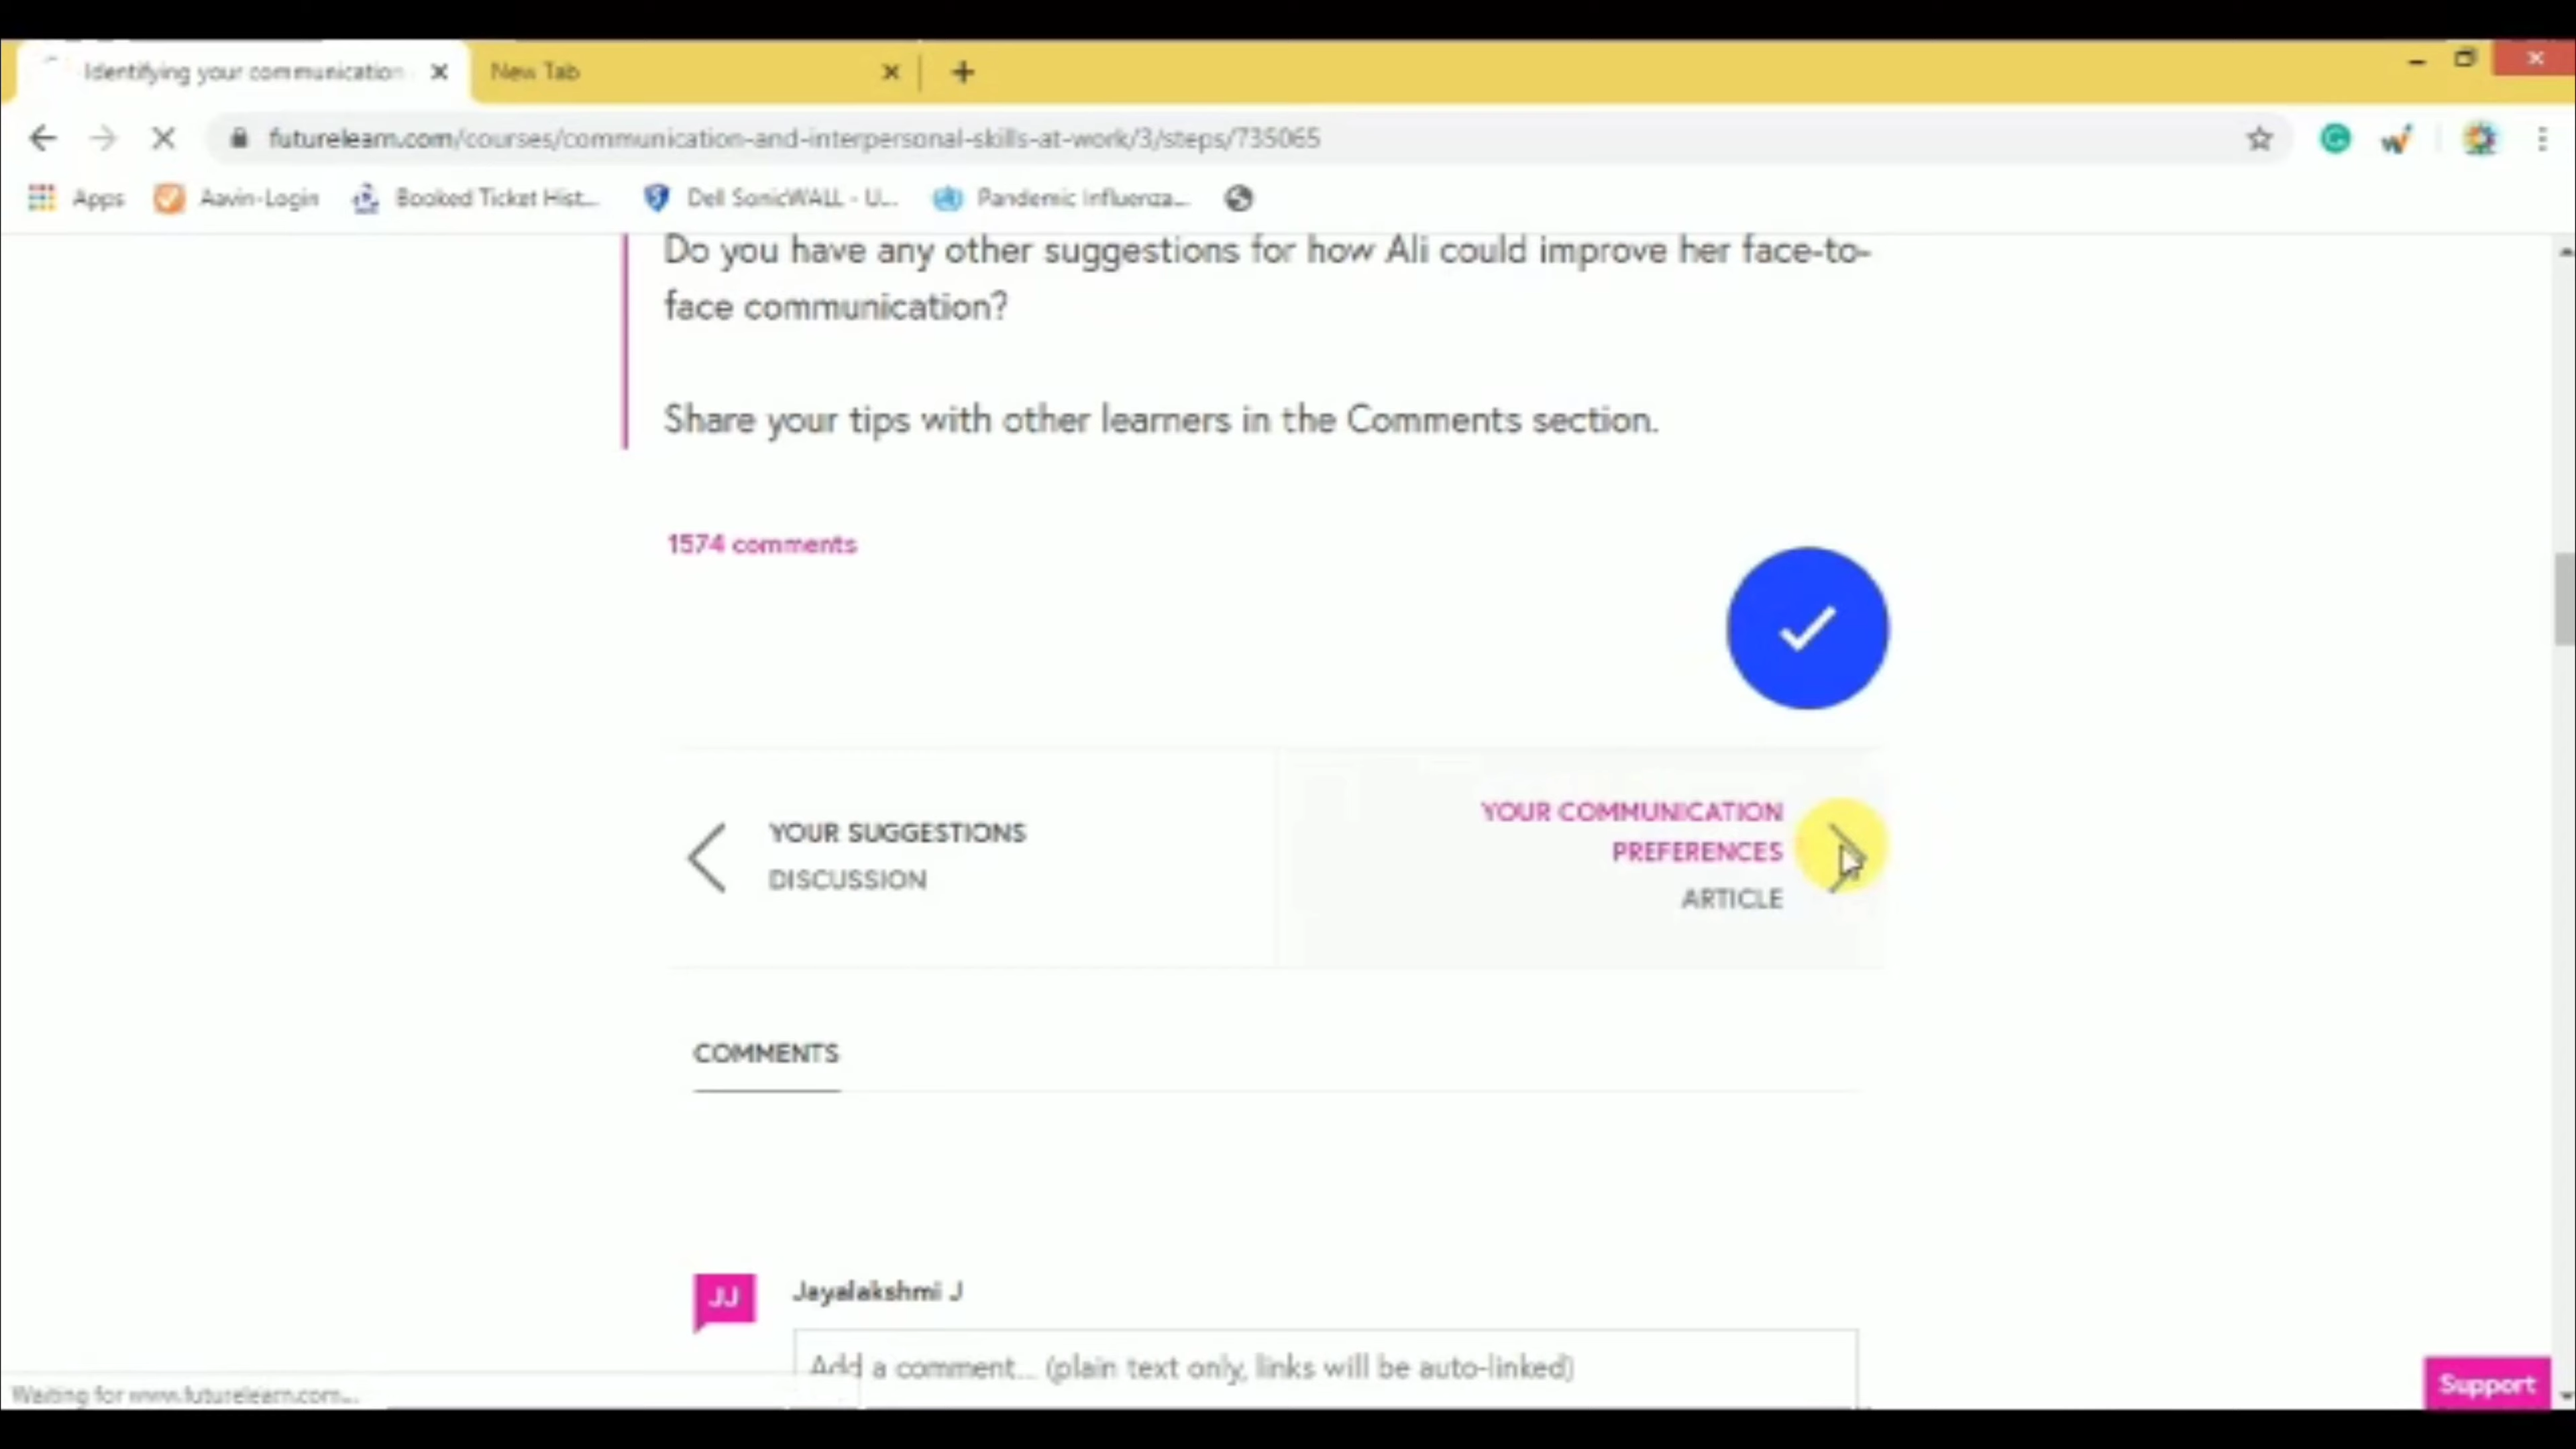 Identifying your communication
New Tab
futurelearn.com/courses/communication-and-interpersonal-skills-at-work/3/steps/735065
Apps Aavin-Login Booked Ticket Hist... Dell SonicWALL - U... Pandemic Influenza...
Do you have any other suggestions for how Ali could improve her face-to-
face communication?
Share your tips with other learners in the Comments section.
1574 comments
YOUR SUGGESTIONS
DISCUSSION
YOUR COMMUNICATION
PREFERENCES
ARTICLE
COMMENTS
JJ
Jayalakshmi J
Add a comment... (plain text only, links will be auto-linked)
Waiting for www.futurelearn.com...
Support